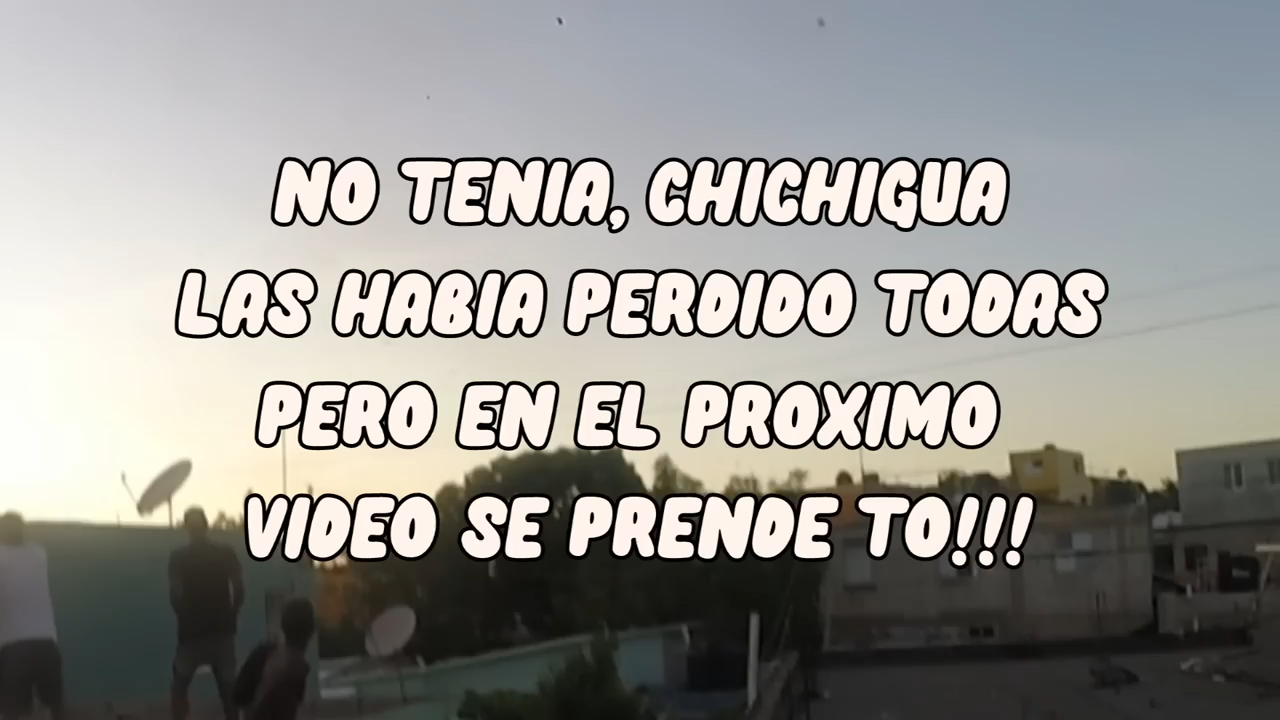 NO TENIA, CHICHIGUA
LAS HABIA PERDIDO TODAS
PERO EN EL PROXIMO
VIDEO SE PRENDE TO!!!